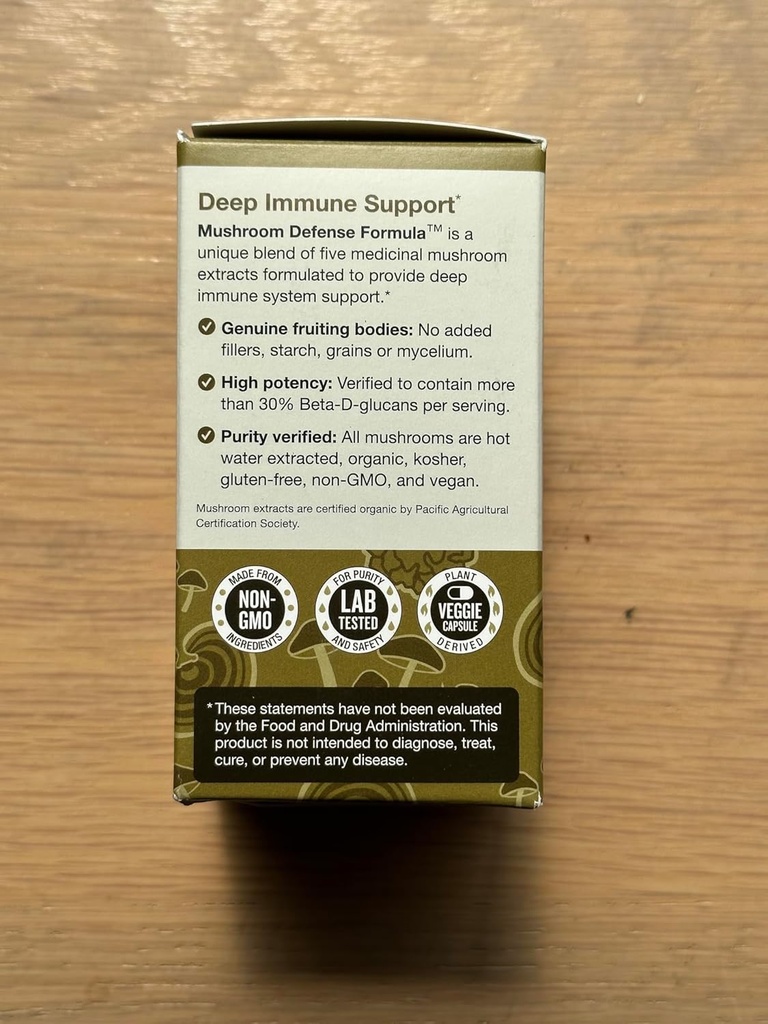 Deep Immune Support*
Mushroom Defense Formula™ is a
unique blend of five medicinal mushroom
extracts formulated to provide deep
immune system support.*
Genuine fruiting bodies: No added
fillers, starch, grains or mycelium.
High potency: Verified to contain more
than 30% Beta-D-glucans per serving.
Purity verified: All mushrooms are hot
water extracted, organic, kosher,
gluten-free, non-GMO, and vegan.
Mushroom extracts are certified organic by Pacific Agricultural
Certification Society.
MADE FROM
NON-
GMO
INGREDIENTS
FOR PURITY
LAB
TESTED
AND SAFETY
PLANT
VEGGIE
CAPSULE
DERIVED
*These statements have not been evaluated
by the Food and Drug Administration. This
product is not intended to diagnose, treat,
cure, or prevent any disease.